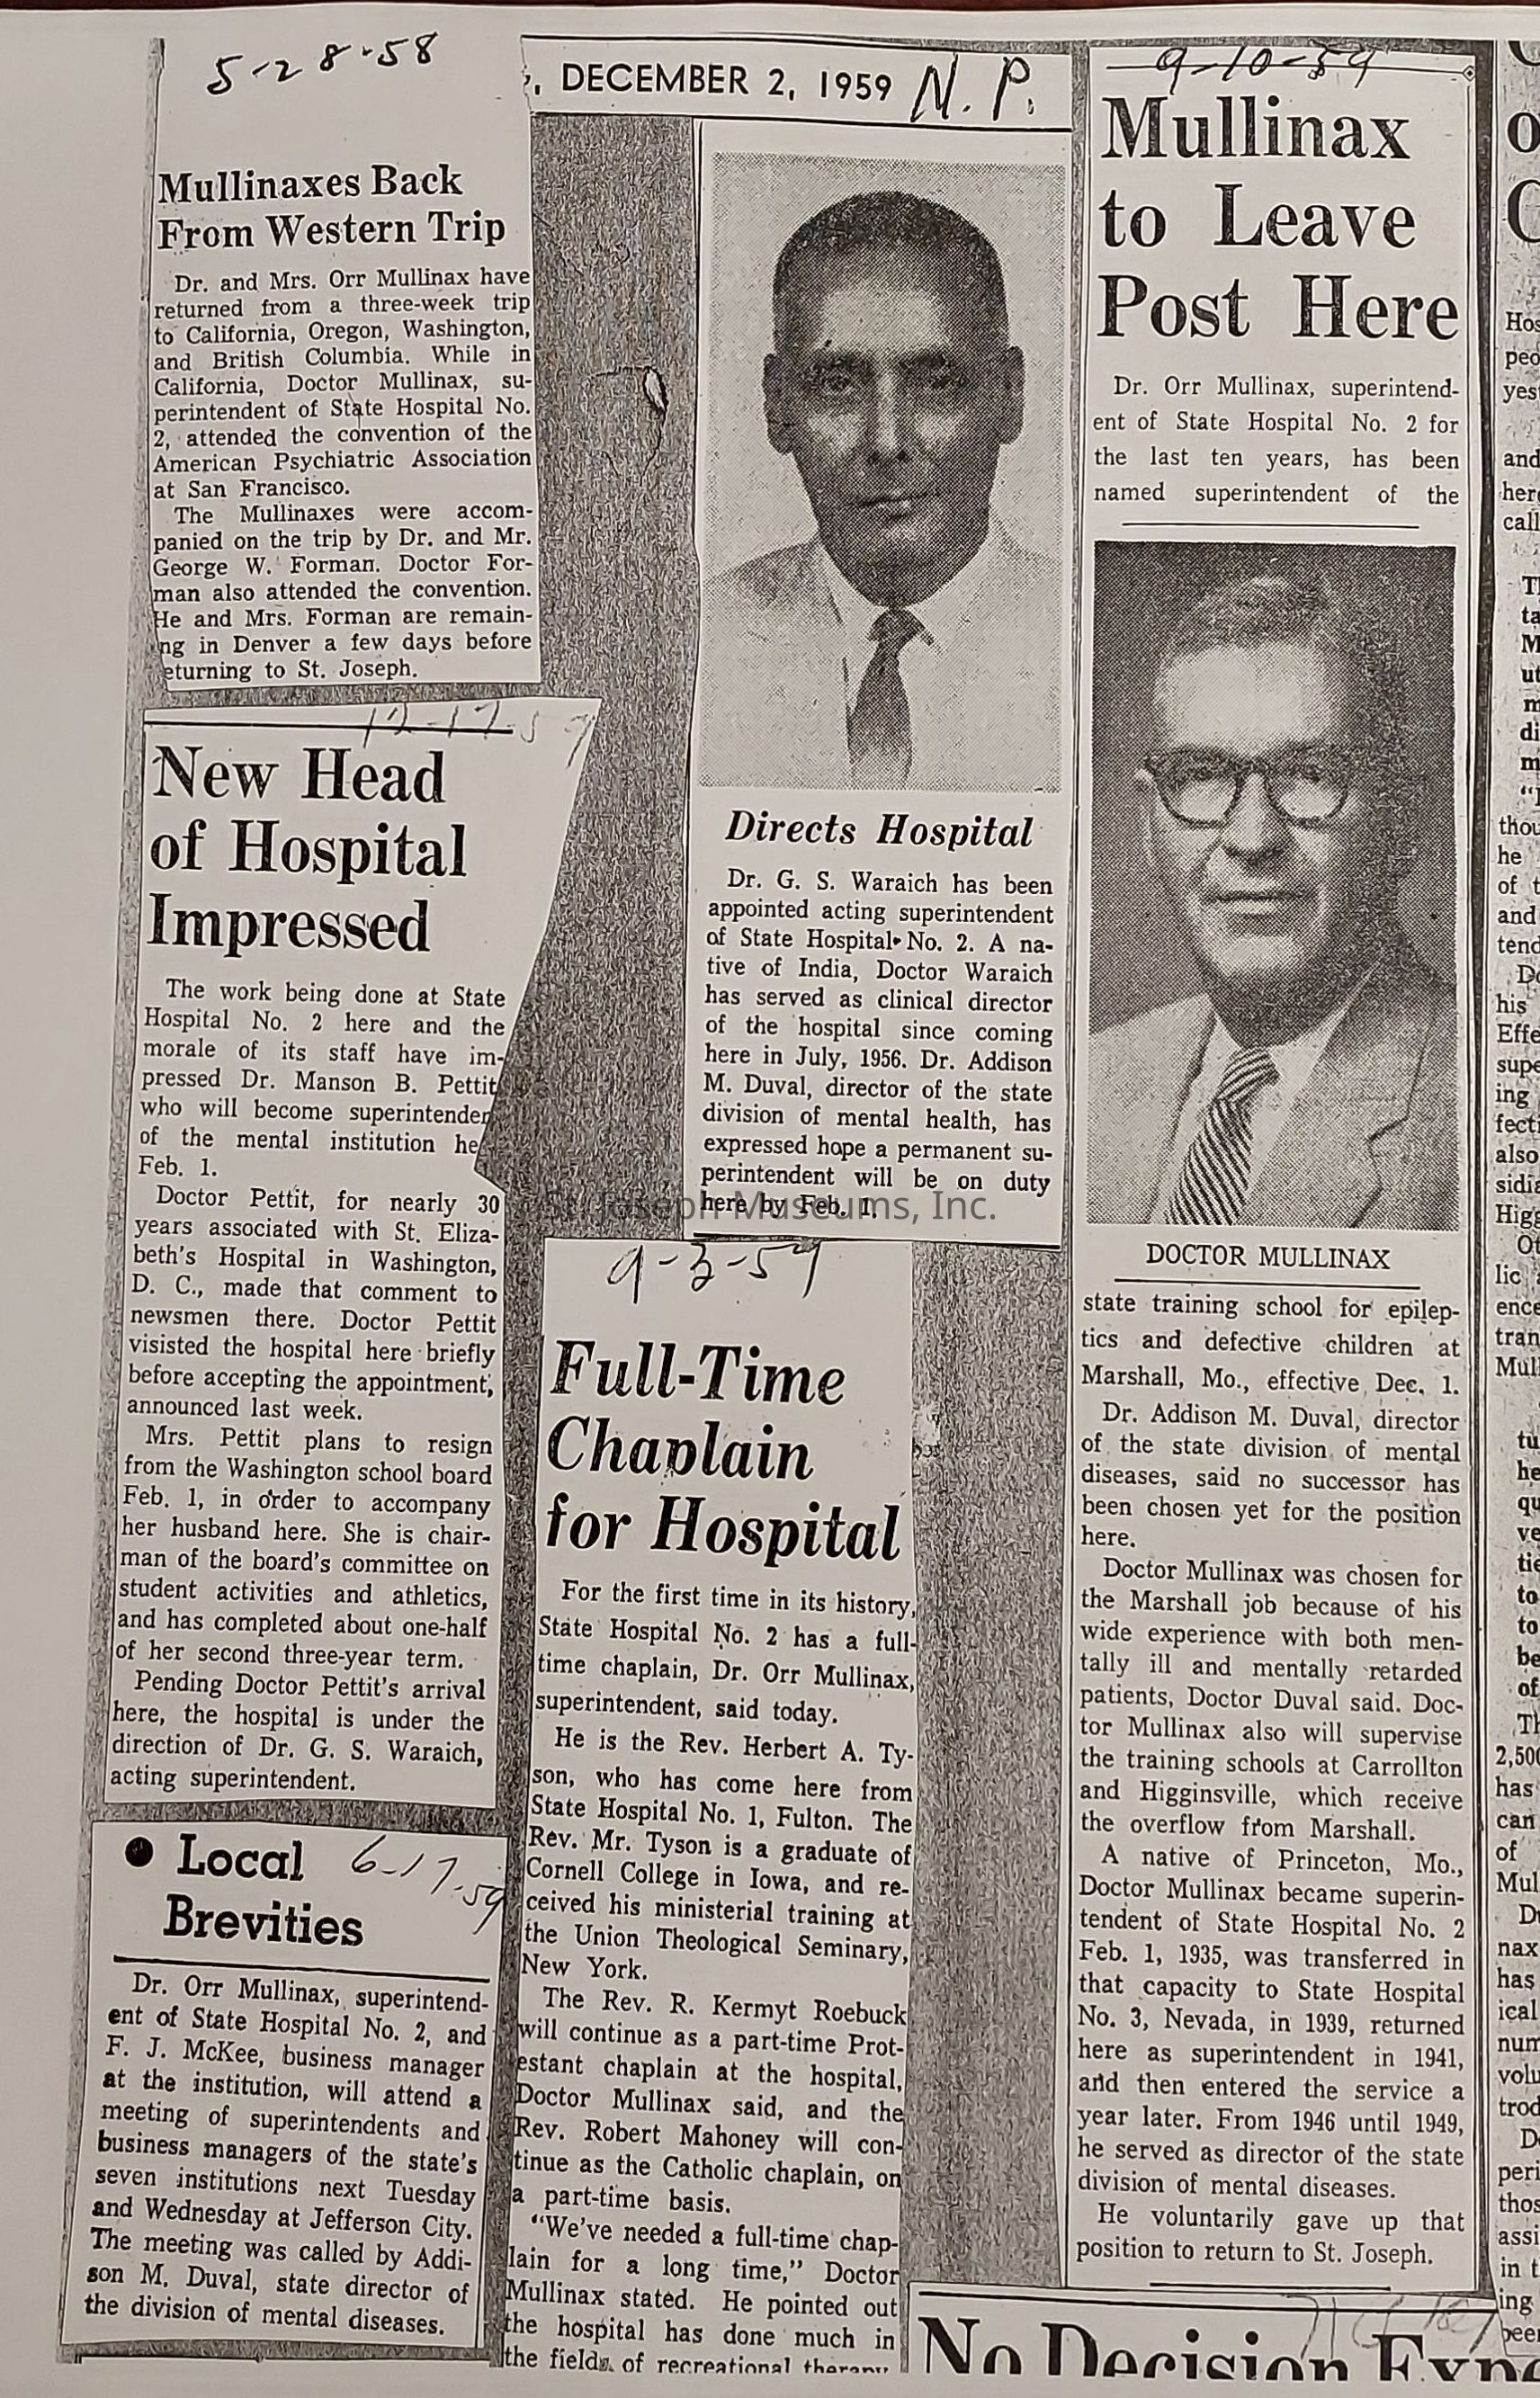 5-28-58
Mullinaxes Back
From Western Trip
Dr. and Mrs. Orr Mullinax have
returned from a three-week trip
to California, Oregon, Washington,
and British Columbia. While in
California, Doctor Mullinax, su-
perintendent of State Hospital No.
2, attended the convention of the
American Psychiatric Association
at San Francisco.
The Mullinaxes were accom-
panied on the trip by Dr. and Mr.
George W. Forman. Doctor For-
man also attended the convention.
He and Mrs. Forman are remain-
ng in Denver a few days before
eturning to St. Joseph.
New Head
of Hospital
Impressed
The work being done at State
Hospital No. 2 here and the
morale of its staff have im-
pressed Dr. Manson B. Pettit
who will become superintenden
of the mental institution he
Feb. 1.
Doctor Pettit, for nearly 30
years associated with St. Eliza-
beth's Hospital in Washington,
D. C., made that comment to
newsmen there. Doctor Pettit
visisted the hospital here briefly
before accepting the appointment,
announced last week.
Mrs. Pettit plans to resign
from the Washington school board
Feb. 1, in order to accompany
her husband here. She is chair-
man of the board's committee on
student activities and athletics,
and has completed about one-half
of her second three-year term.
Pending Doctor Pettit's arrival
here, the hospital is under the
direction of Dr. G. S. Waraich,
acting superintendent.
● Local
Brevities
6-17-59
Dr. Orr Mullinax, superintend-
ent of State Hospital No. 2, and
F. J. McKee, business manager
at the institution, will attend a
meeting of superintendents and
business managers of the state's
seven institutions next Tuesday
and Wednesday at Jefferson City.
The meeting was called by Addi-
son M. Duval, state director of
the division of mental diseases.
, DECEMBER 2, 1959 N. P.
Directs Hospital
Dr. G. S. Waraich has been
appointed acting superintendent
of State Hospital No. 2. A na-
tive of India, Doctor Waraich
has served as clinical director
of the hospital since coming
here in July, 1956. Dr. Addison
M. Duval, director of the state
division of mental health, has
expressed hope a permanent su-
perintendent will be on duty
here by Feb. 1.
St. Joseph Museums, Inc.
9-3-59
Full-Time
Chaplain
for Hospital
For the first time in its history,
State Hospital No. 2 has a full-
time chaplain, Dr. Orr Mullinax,
superintendent, said today.
He is the Rev. Herbert A. Ty-
son, who has come here from
State Hospital No. 1, Fulton. The
Rev. Mr. Tyson is a graduate of
Cornell College in Iowa, and re-
ceived his ministerial training at
the Union Theological Seminary,
New York.
The Rev. R. Kermyt Roebuck
will continue as a part-time Prot-
estant chaplain at the hospital,
Doctor Mullinax said, and the
Rev. Robert Mahoney will con-
tinue as the Catholic chaplain, on
a part-time basis.
"We've needed a full-time chap-
lain for a long time," Doctor
Mullinax stated. He pointed out
the hospital has done much in
the fields of recreational therapy
9-10-59
Mullinax
to Leave
Post Here
Dr. Orr Mullinax, superintend-
ent of State Hospital No. 2 for
the last ten years, has been
named superintendent of the
DOCTOR MULLINAX
state training school for epilep-
tics and defective children at
Marshall, Mo., effective Dec. 1.
Dr. Addison M. Duval, director
of the state division of mental
diseases, said no successor has
been chosen yet for the position
here.
Doctor Mullinax was chosen for
the Marshall job because of his
wide experience with both men-
tally ill and mentally retarded
patients, Doctor Duval said. Doc-
tor Mullinax also will supervise
the training schools at Carrollton
and Higginsville, which receive
the overflow from Marshall.
A native of Princeton, Mo.,
Doctor Mullinax became superin-
tendent of State Hospital No. 2
Feb. 1, 1935, was transferred in
that capacity to State Hospital
No. 3, Nevada, in 1939, returned
here as superintendent in 1941,
and then entered the service a
year later. From 1946 until 1949,
he served as director of the state
division of mental diseases.
He voluntarily gave up that
position to return to St. Joseph.
No Decision